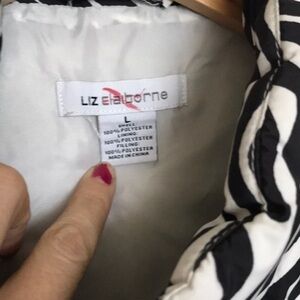 LIZ Claiborne
L
SHELL:
100% POLYESTER
LINING:
100% POLYESTER
FILLING:
100% POLYESTER
MADE IN CHINA